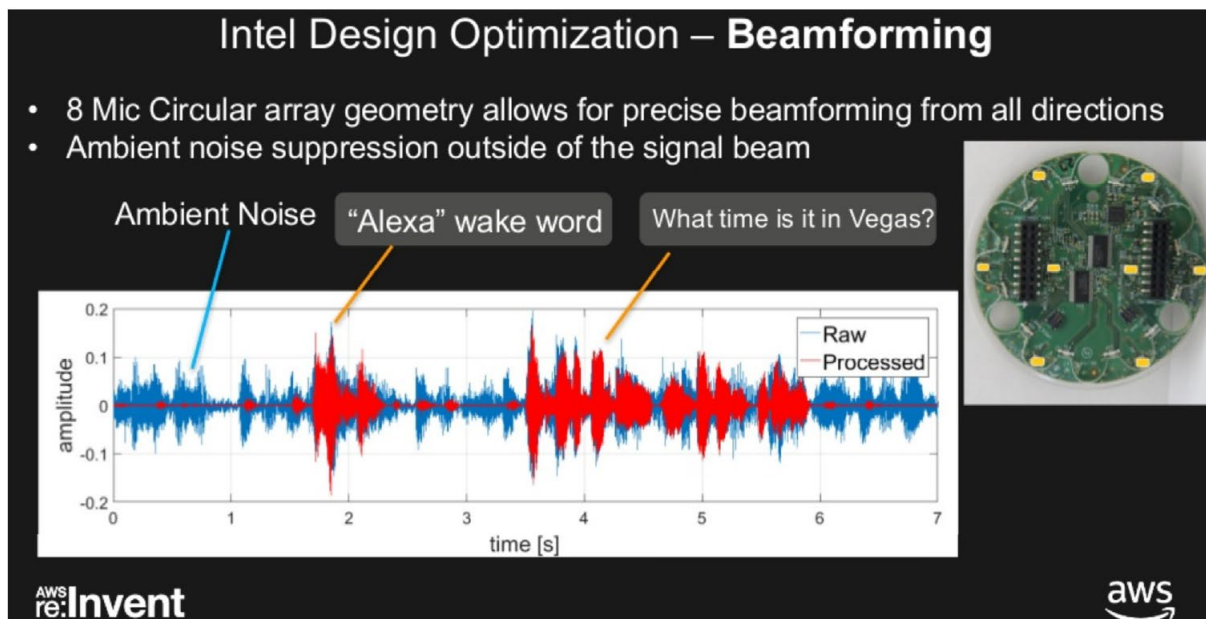 Intel Design Optimization – Beamforming
• 8 Mic Circular array geometry allows for precise beamforming from all directions
• Ambient noise suppression outside of the signal beam
Ambient Noise
“Alexa” wake word
What time is it in Vegas?
0.2
0.1
0
-0.1
-0.2
amplitude
Raw
Processed
0 1 2 3 4 5 6 7
time [s]
AWS
re:Invent
aws